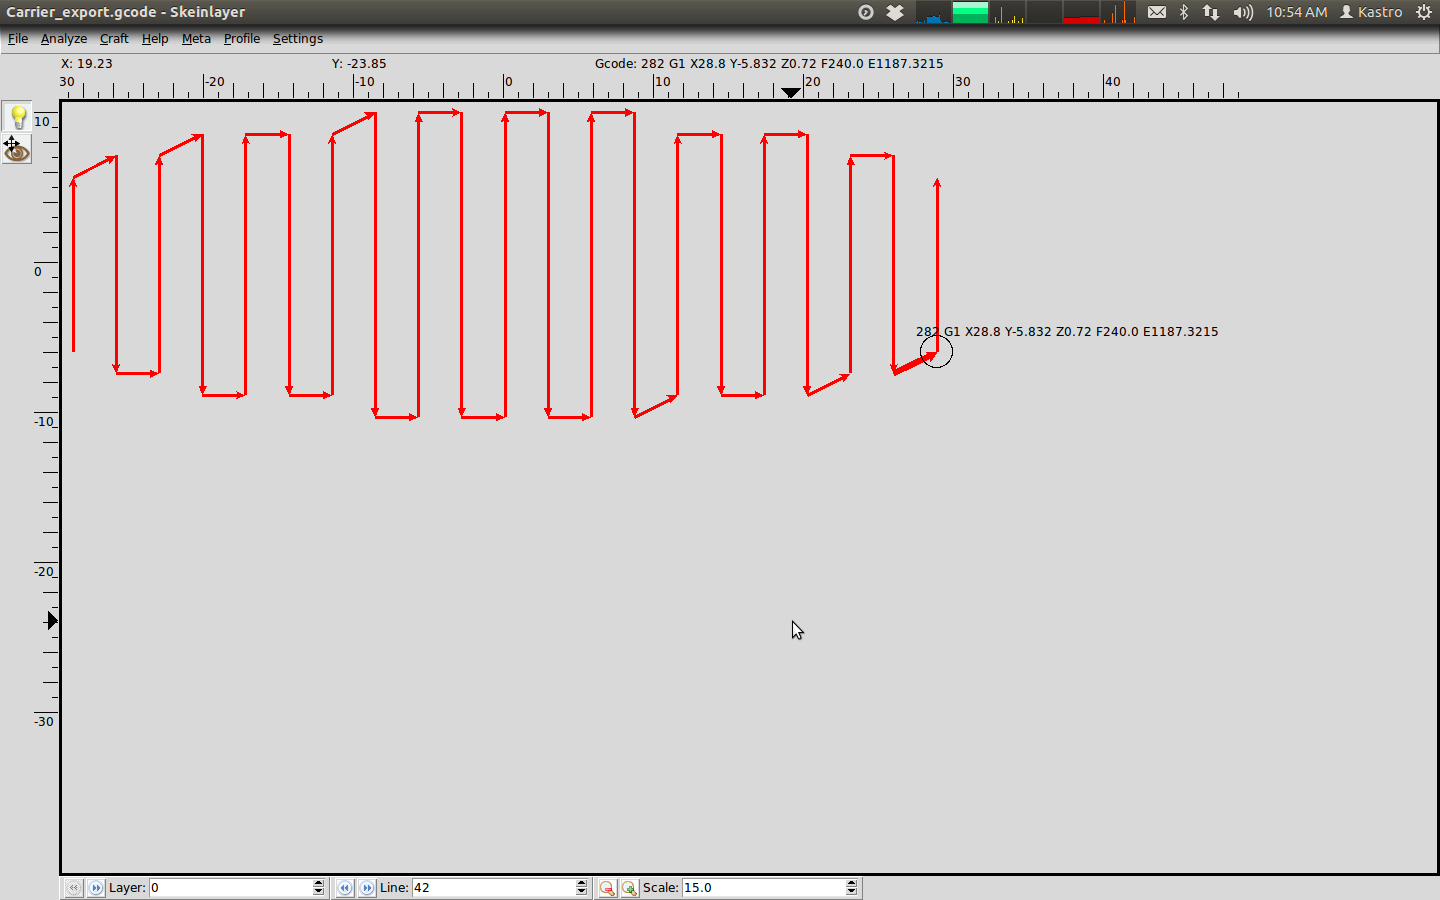 Carrier_export.gcode - Skeinlayer
10:54 AM Kastro
File Analyze Craft Help Meta Profile Settings
X: 19.23 Y: -23.85 Gcode: 282 G1 X28.8 Y-5.832 Z0.72 F240.0 E1187.3215
30 -20 -10 0 10 20 30 40
10
0
282 G1 X28.8 Y-5.832 Z0.72 F240.0 E1187.3215
-10
-20
-30
Layer: 0 Line: 42 Scale: 15.0